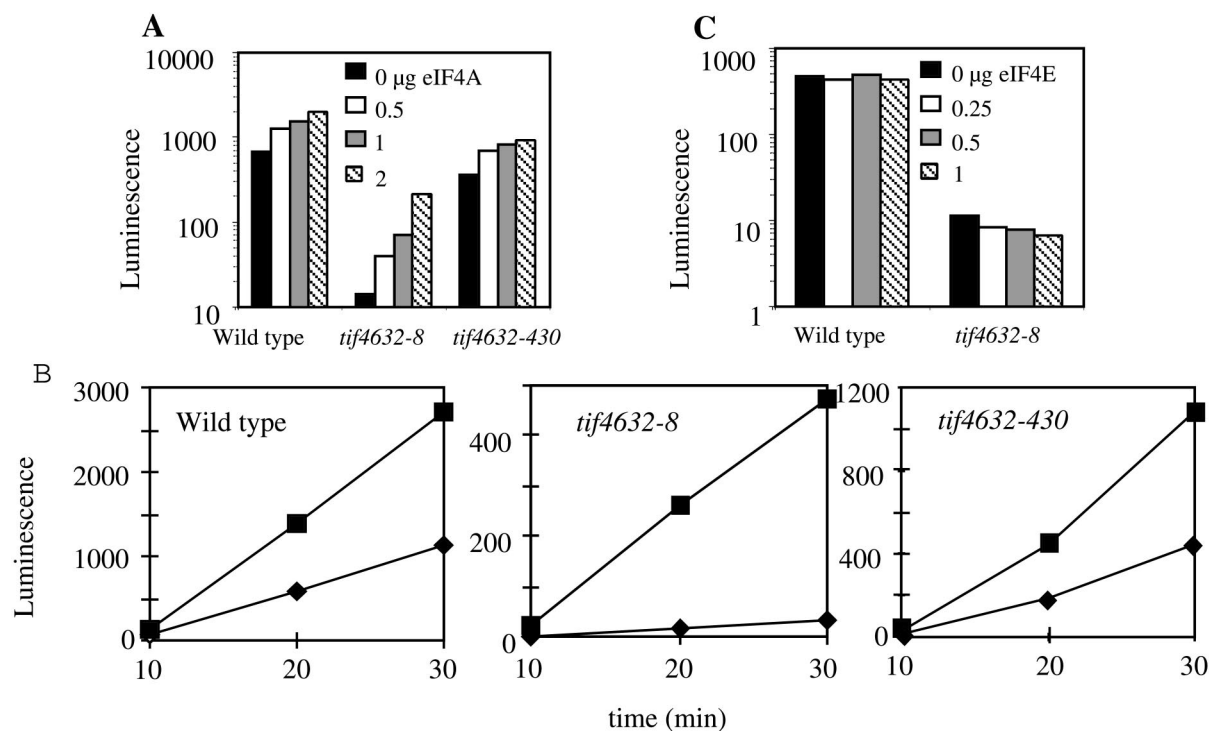 A
Luminescence
10000
1000
100
10
0 µg eIF4A
0.5
1
2
Wild type
tif4632-8
tif4632-430
C
Luminescence
1000
100
10
1
0 µg eIF4E
0.25
0.5
1
Wild type
tif4632-8
B
Luminescence
3000
2000
1000
0
Wild type
10 20 30
400
200
0
tif4632-8
10 20 30
1200
800
400
0
tif4632-430
10 20 30
time (min)